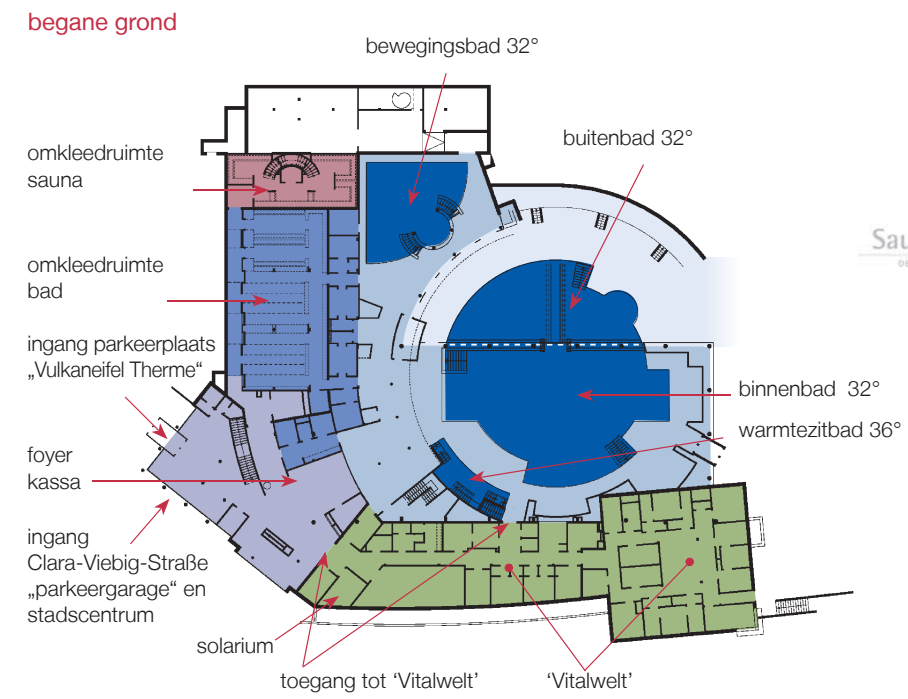 begane grond
bewegingsbad 32°
buitenbad 32°
omkleedruimte
sauna
omkleedruimte
bad
ingang parkeerplaats
„Vulkaneifel Therme“
binnenbad 32°
warmtezitbad 36°
foyer
kassa
ingang
Clara-Viebig-Straße
„parkeergarage“ en
stadscentrum
solarium
toegang tot ‘Vitalwelt’
‘Vitalwelt’
Sau